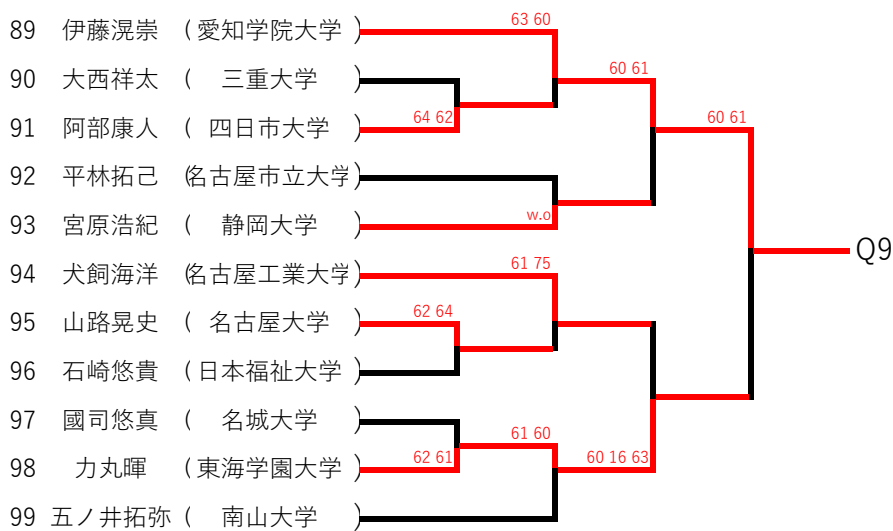 89 伊藤滉崇 ( 愛知学院大学 ) 63 60
90 大西祥太 ( 三重大学 ) 60 61
91 阿部康人 ( 四日市大学 ) 64 62 60 61
92 平林拓己 (名古屋市立大学)
93 宮原浩紀 ( 静岡大学 ) w.o
Q9
94 犬飼海洋 (名古屋工業大学) 61 75
95 山路晃史 ( 名古屋大学 ) 62 64
96 石崎悠貴 ( 日本福祉大学 )
97 國司悠真 ( 名城大学 ) 61 60
98 力丸暉 ( 東海学園大学 ) 62 61 60 16 63
99 五ノ井拓弥 ( 南山大学 )